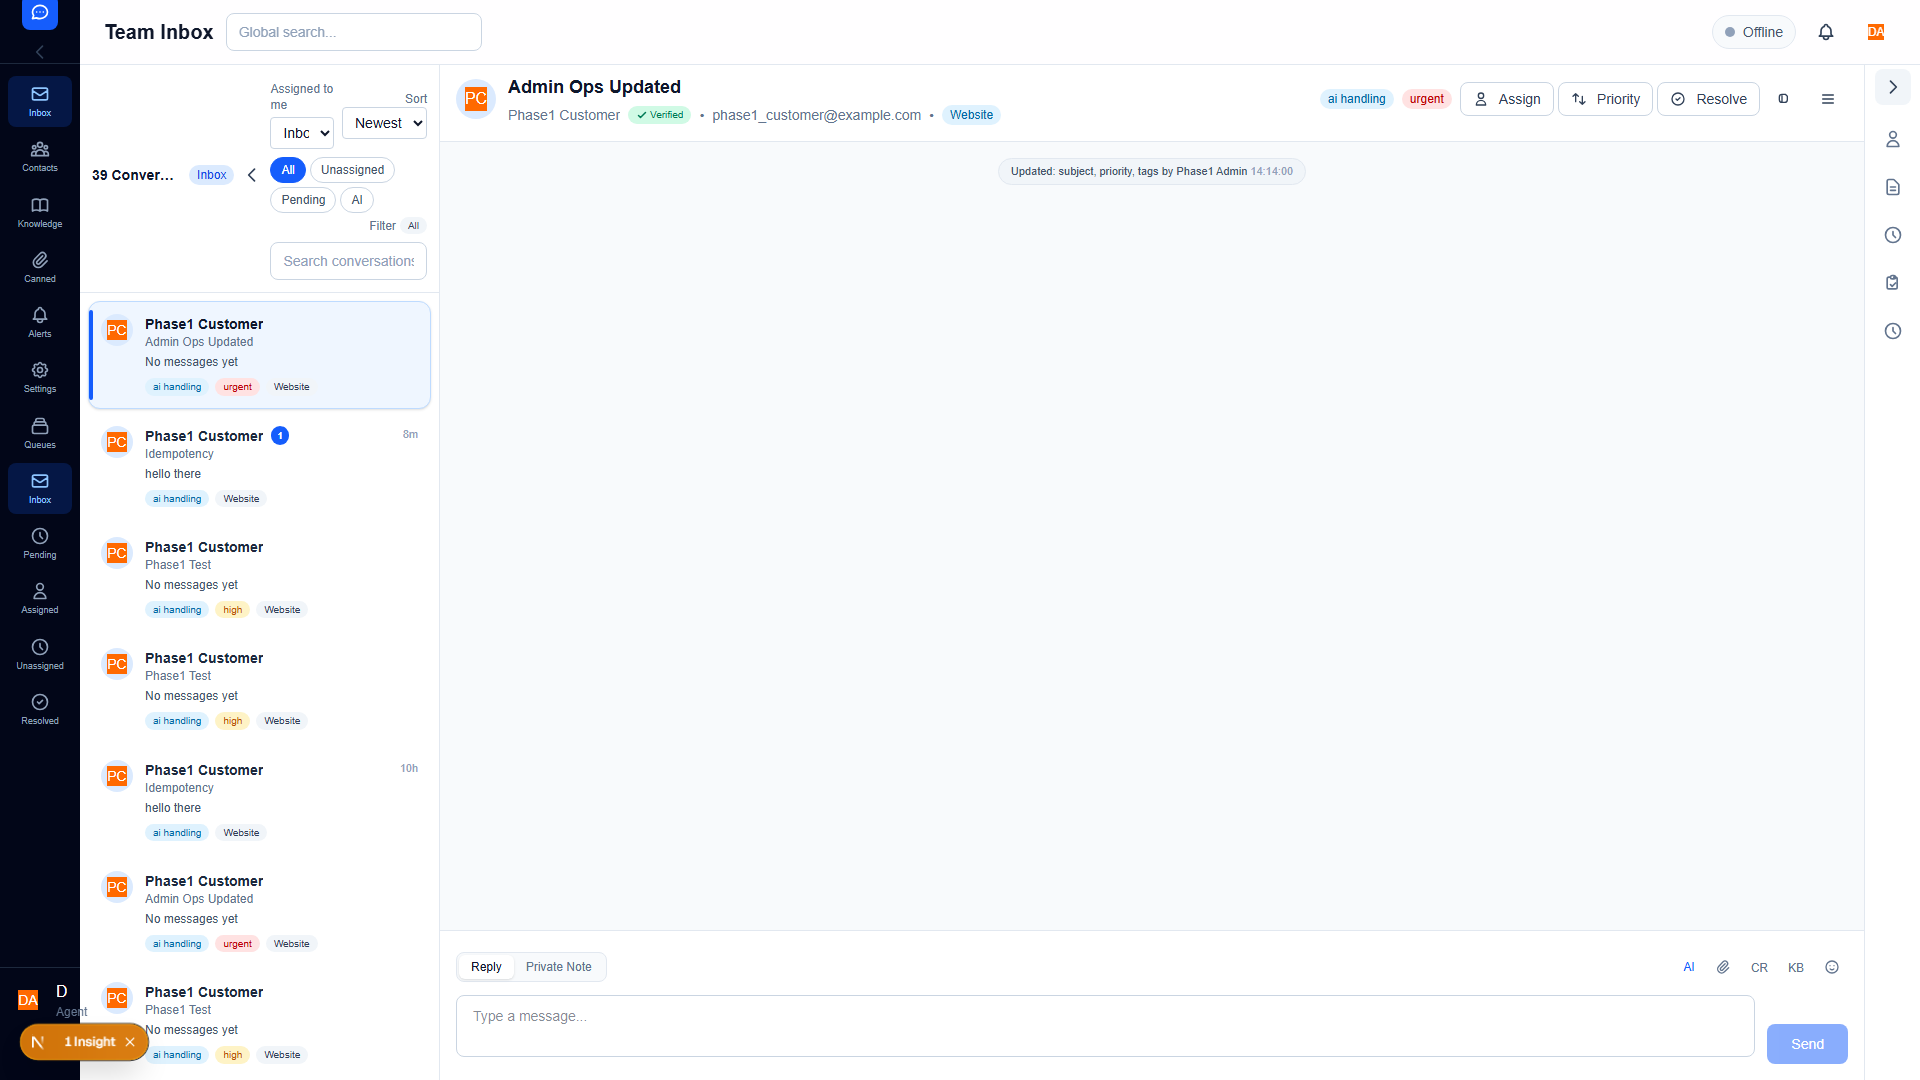 Team Inbox
Global search...
Offline
DA
Inbox
Contacts
Knowledge
Canned
Alerts
Settings
Queues
Inbox
Pending
Assigned
Unassigned
Resolved
DA
D
Agent
1 Insight
39 Conver...
Inbox
Assigned to me
Sort
Inbc
Newest
All
Unassigned
Pending
AI
Filter
All
Search conversations
PC
Phase1 Customer
Admin Ops Updated
No messages yet
ai handling
urgent
Website
PC
Phase1 Customer
1
8m
Idempotency
hello there
ai handling
Website
PC
Phase1 Customer
Phase1 Test
No messages yet
ai handling
high
Website
PC
Phase1 Customer
Phase1 Test
No messages yet
ai handling
high
Website
PC
Phase1 Customer
10h
Idempotency
hello there
ai handling
Website
PC
Phase1 Customer
Admin Ops Updated
No messages yet
ai handling
urgent
Website
PC
Phase1 Customer
Phase1 Test
No messages yet
ai handling
high
Website
PC
Admin Ops Updated
Phase1 Customer
Verified
• phase1_customer@example.com •
Website
ai handling
urgent
Assign
Priority
Resolve
Updated: subject, priority, tags by Phase1 Admin 14:14:00
Reply
Private Note
AI
CR
KB
Type a message...
Send